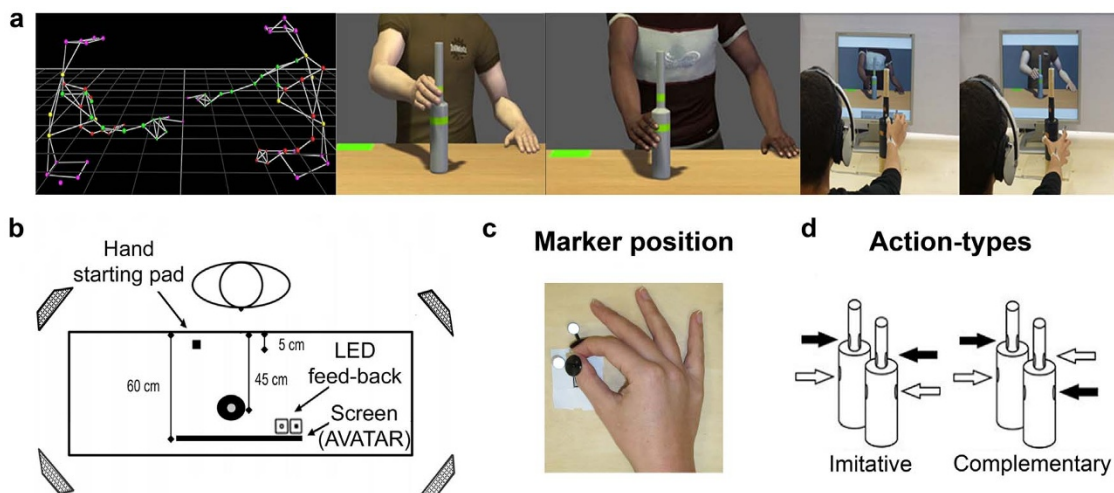 a
b
Hand
starting pad
5 cm
60 cm
45 cm
LED
feed-back
Screen
(AVATAR)
c
Marker position
d
Action-types
Imitative
Complementary